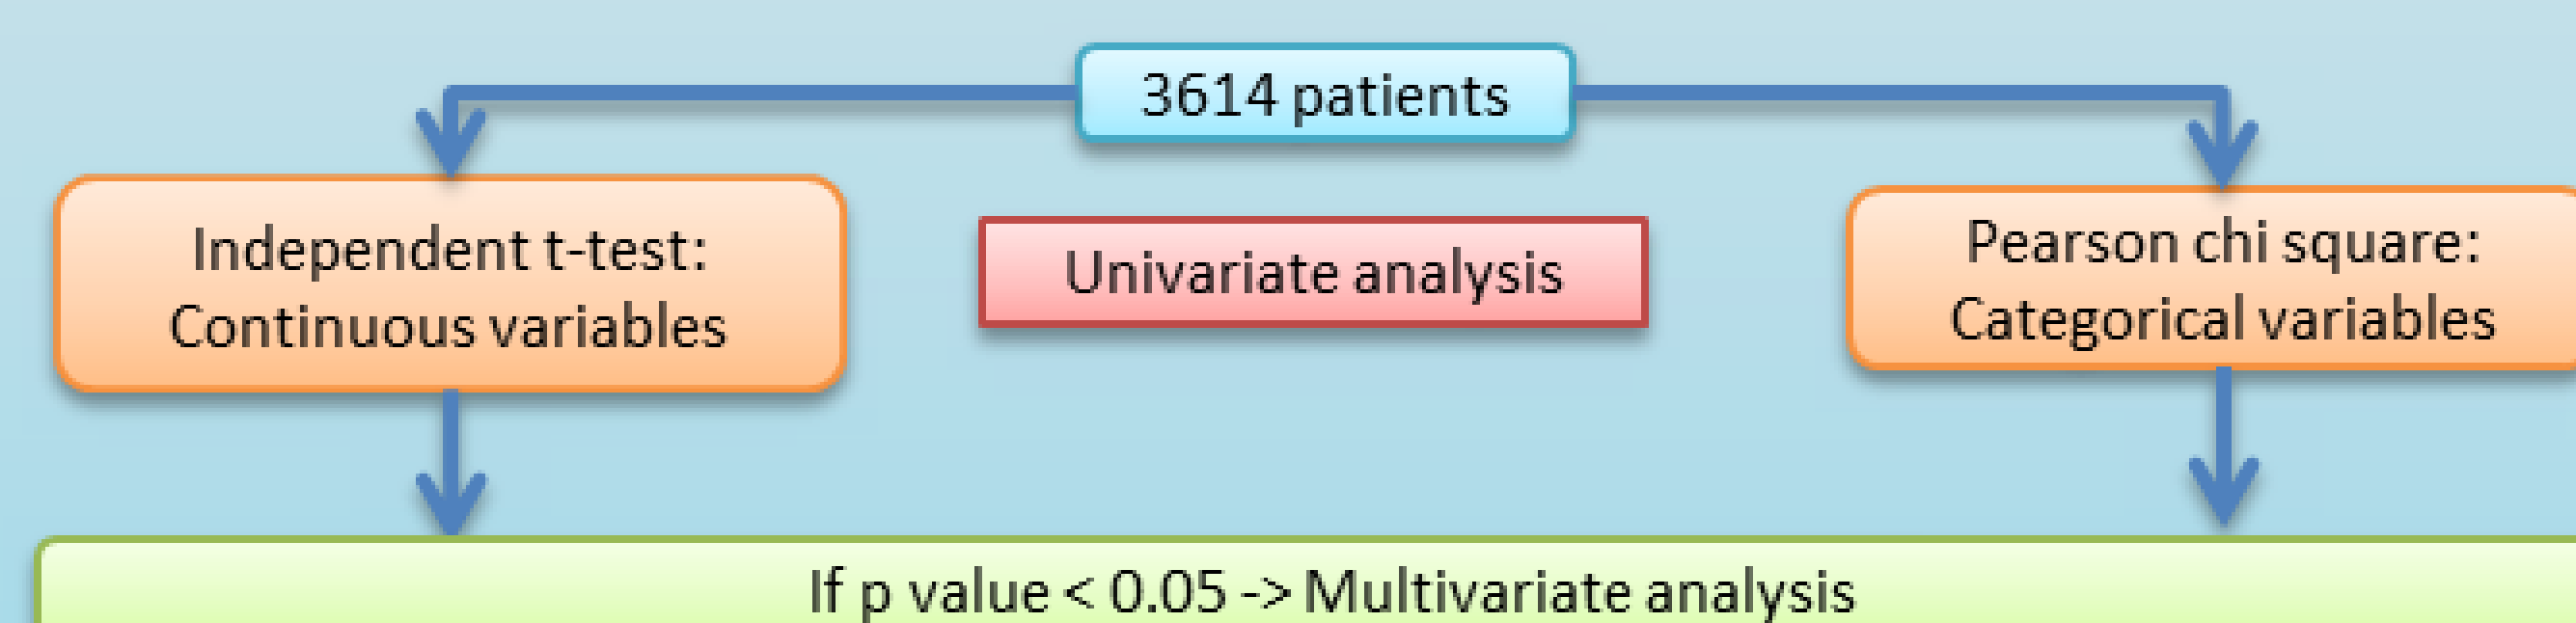 3614 patients
Independent t-test:
Continuous variables
Univariate analysis
Pearson chi square:
Categorical variables
If p value < 0.05 -> Multivariate analysis